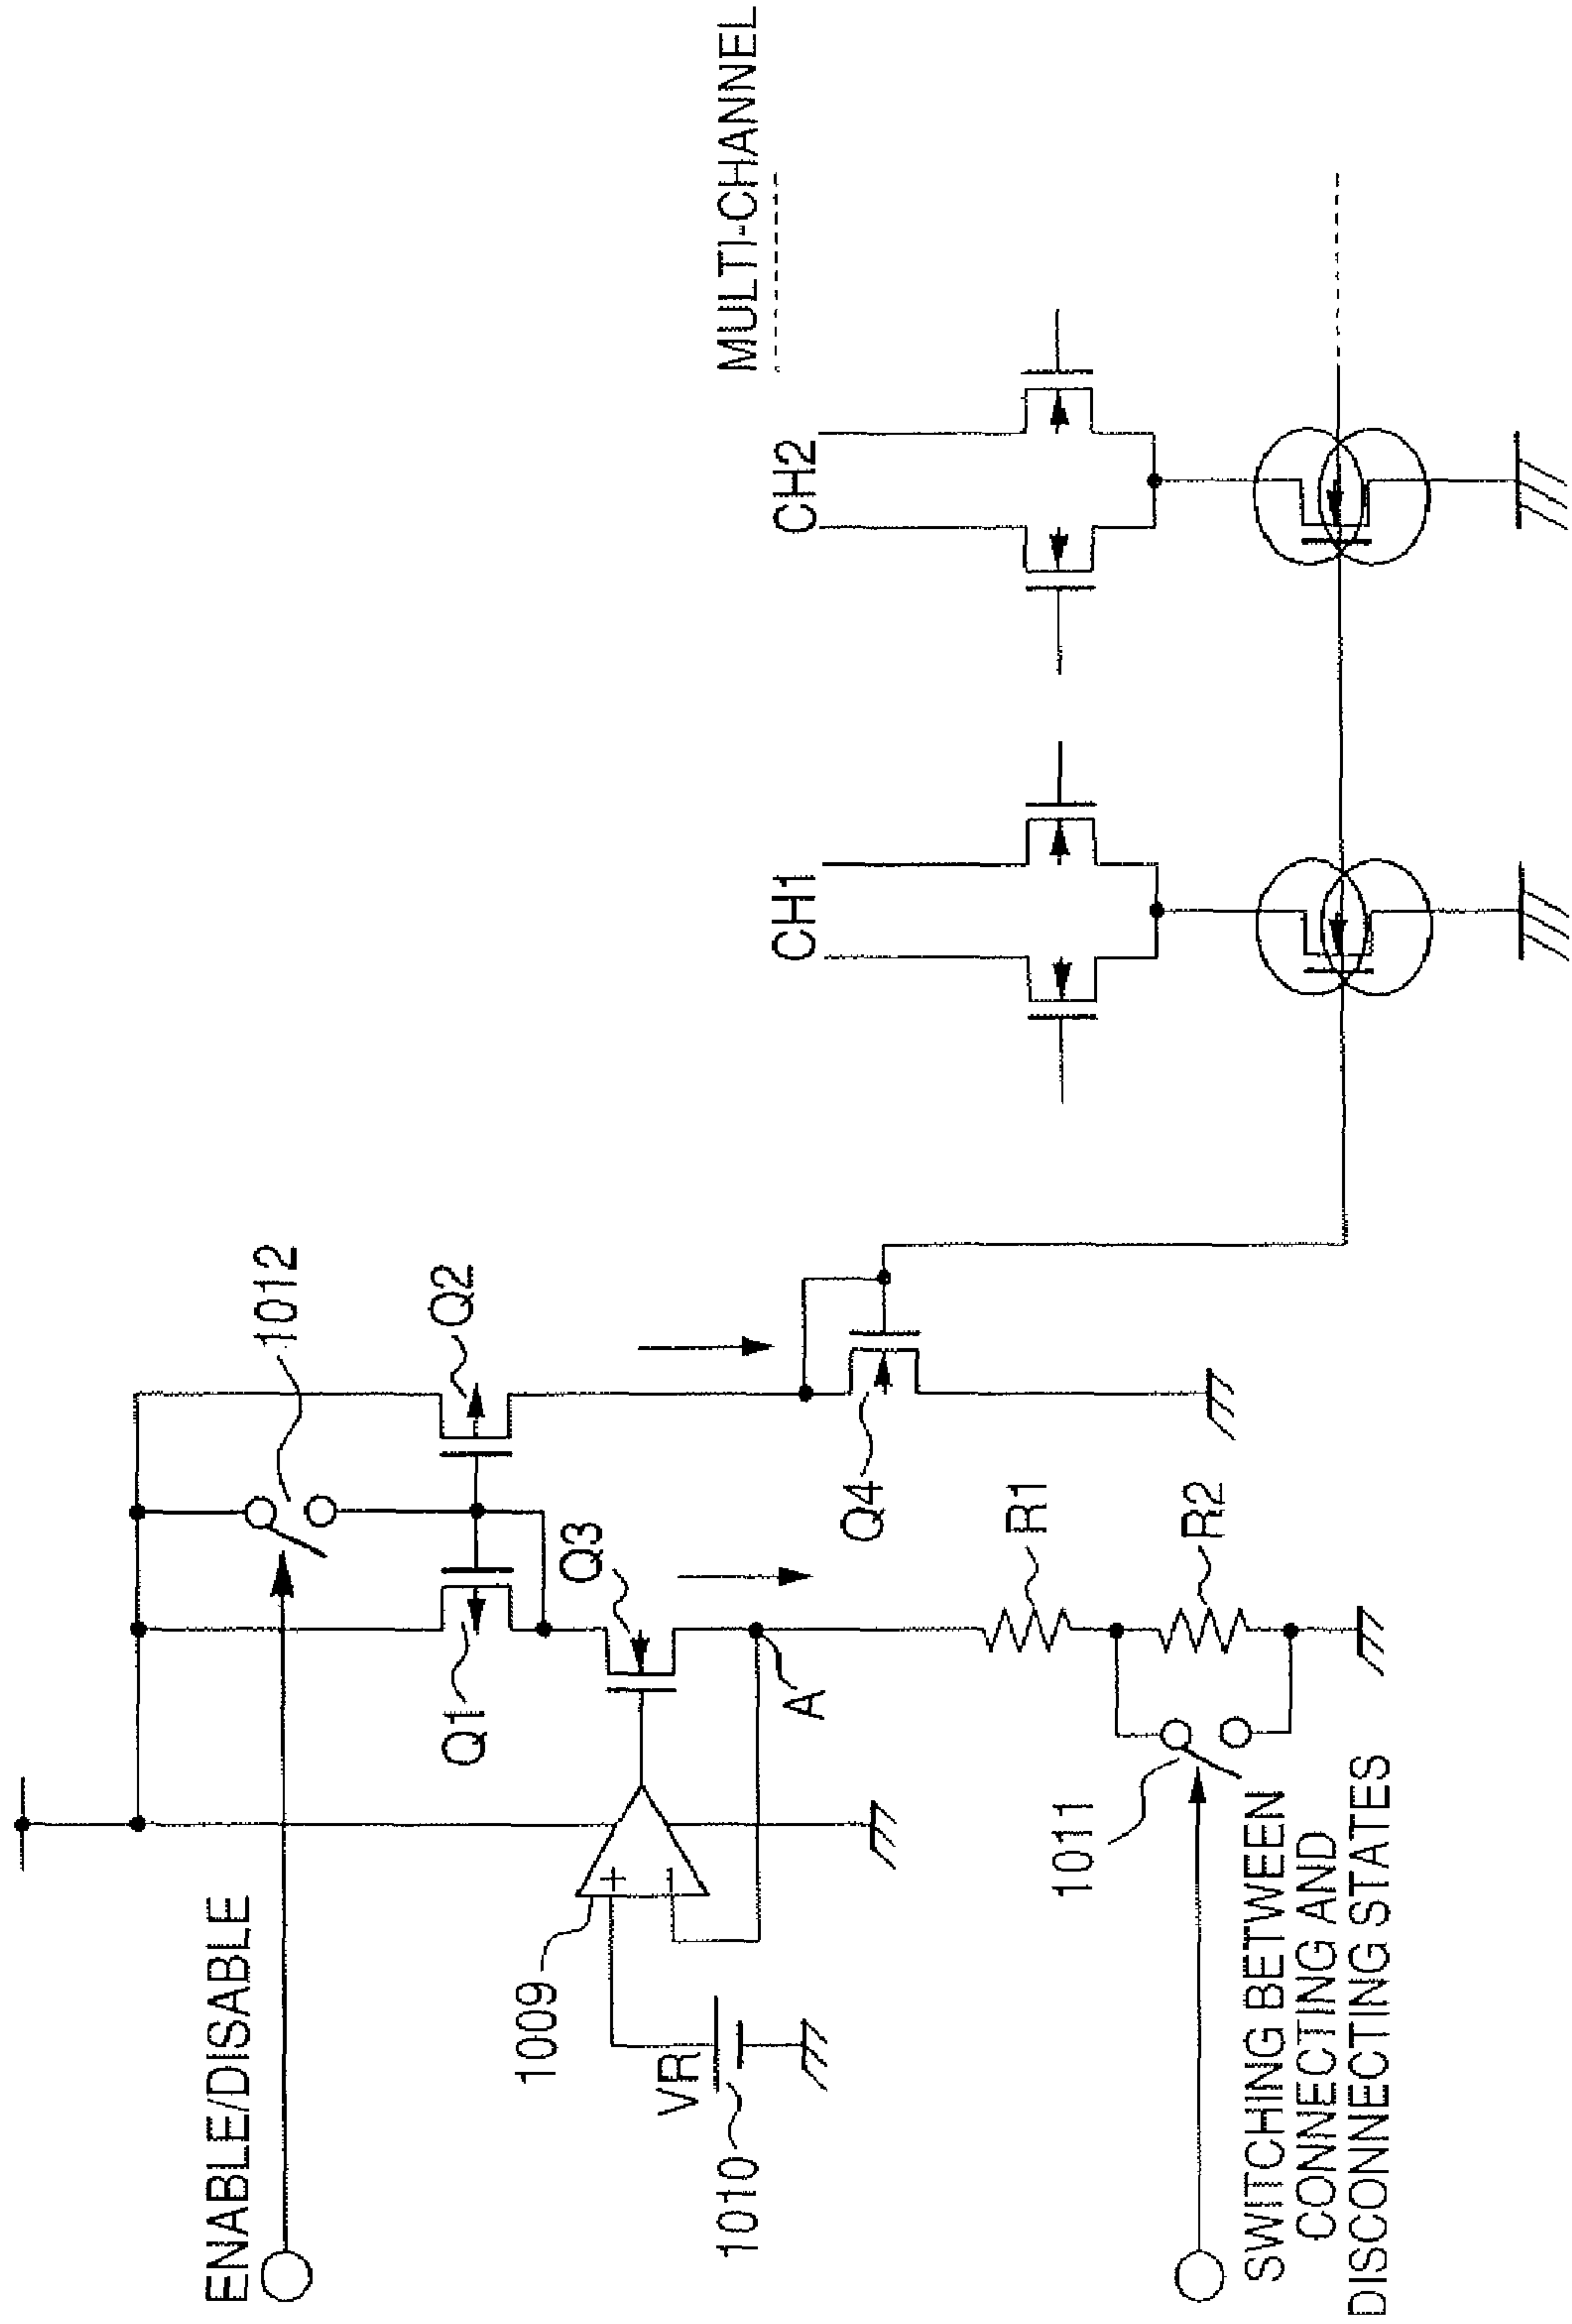 ENABLE/DISABLE
1012
Q1
Q2
Q3
1009
VR
1010
A
Q4
R1
R2
1011
SWITCHING BETWEEN
CONNECTING AND
DISCONNECTING STATES
CH1
CH2
MULTI-CHANNEL
+
−